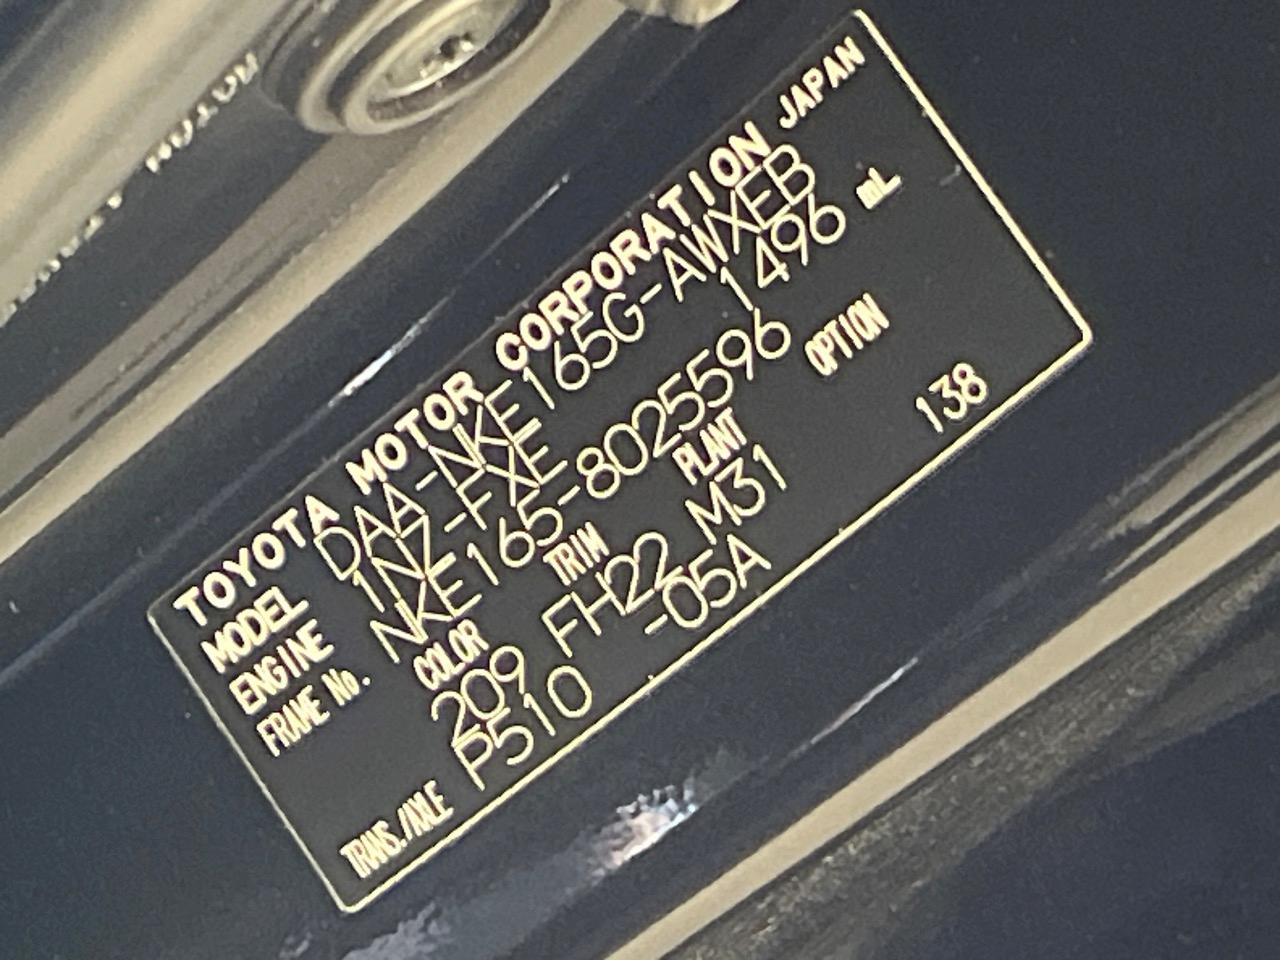 TOYOTA MOTOR CORPORATION JAPAN
MODEL DAA-NKE165G-AWXEB
ENGINE 1NZ-FXE 1496 mL
FRAME No. NKE165-8025596
COLOR TRIM PLANT OPTION
209 FH22 M31 138
TRANS./AXLE P510 -05A